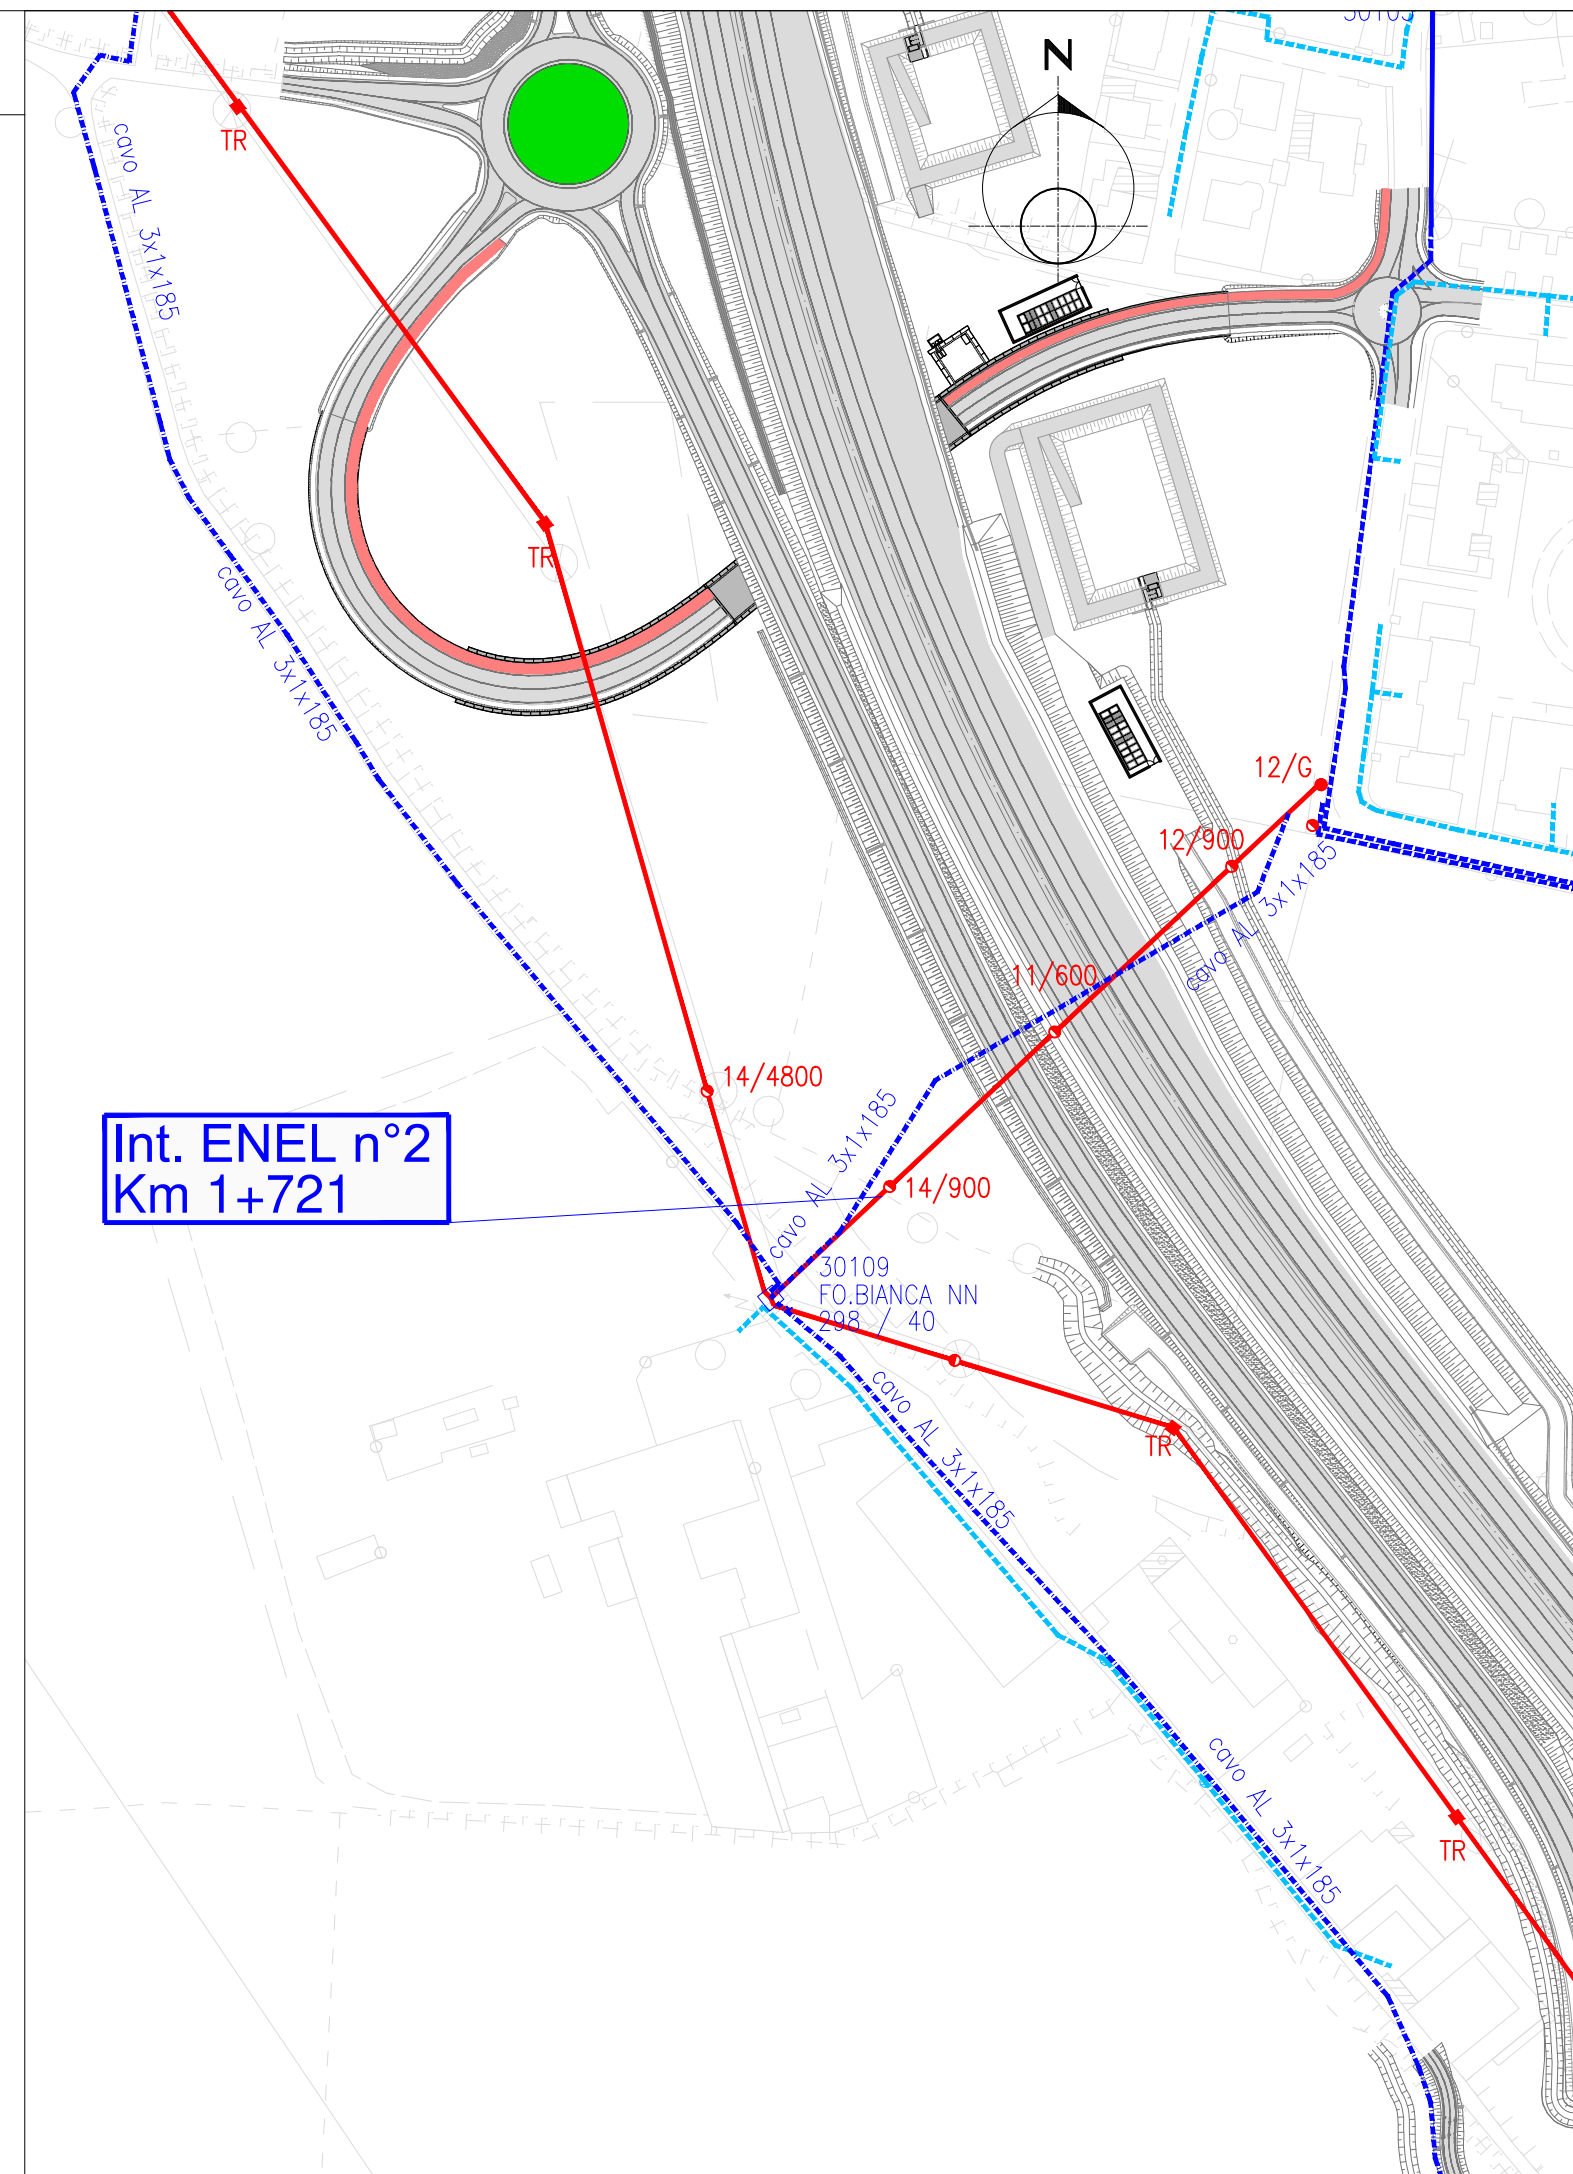 30105
N
TR
cavo AL 3x1x185
TR
cavo AL 3x1x185
12/G
12/900
cavo AL 3x1x185
11/600
14/4800
cavo AL 3x1x185
Int. ENEL n°2
Km 1+721
14/900
30109
FO.BIANCA NN
298 / 40
cavo AL 3x1x185
TR
cavo AL 3x1x185
TR